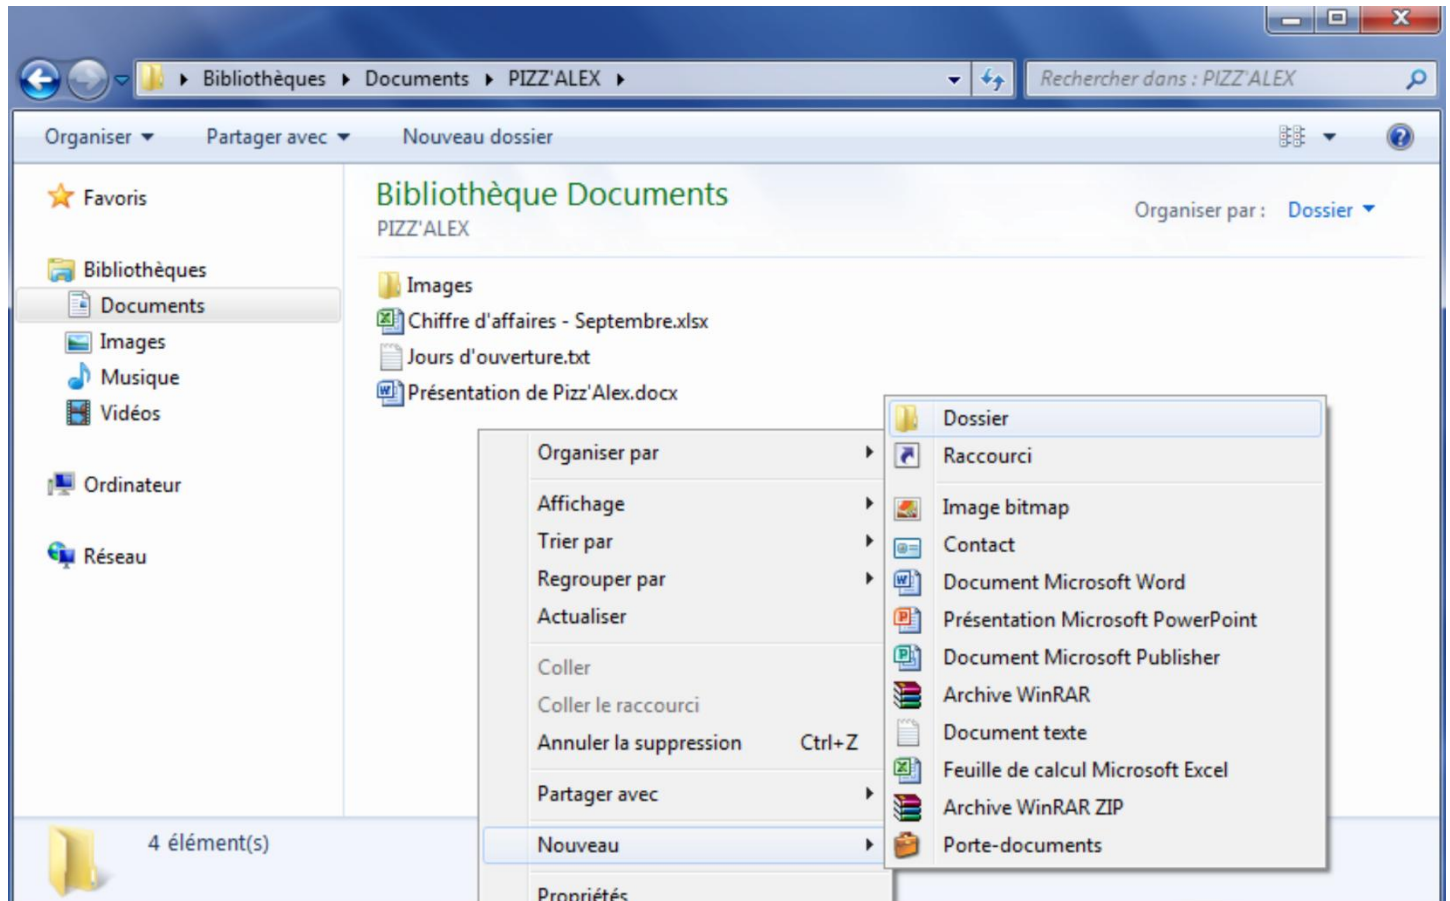 Bibliothèques Documents PIZZ'ALEX
Rechercher dans : PIZZ'ALEX
Organiser Partager avec Nouveau dossier
Favoris
Bibliothèques
Documents
Images
Musique
Vidéos
Ordinateur
Réseau
Bibliothèque Documents
PIZZ'ALEX
Organiser par : Dossier
Images
Chiffre d'affaires - Septembre.xlsx
Jours d'ouverture.txt
Présentation de Pizz'Alex.docx
Organiser par
Affichage
Trier par
Regrouper par
Actualiser
Coller
Coller le raccourci
Annuler la suppression Ctrl+Z
Partager avec
Nouveau
Propriétés
Dossier
Raccourci
Image bitmap
Contact
Document Microsoft Word
Présentation Microsoft PowerPoint
Document Microsoft Publisher
Archive WinRAR
Document texte
Feuille de calcul Microsoft Excel
Archive WinRAR ZIP
Porte-documents
4 élément(s)